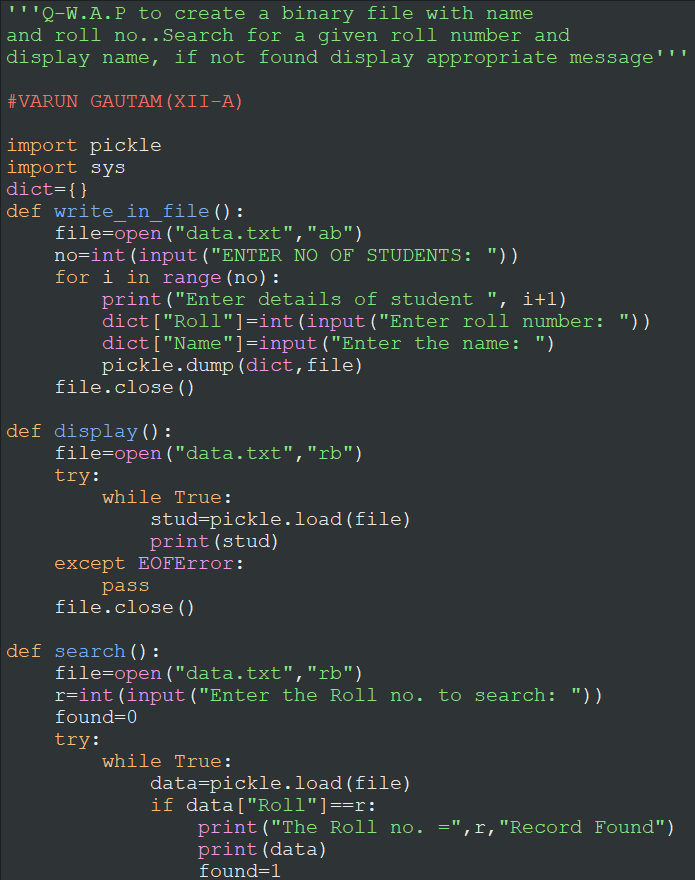 '''Q-W.A.P to create a binary file with name
and roll no..Search for a given roll number and
display name, if not found display appropriate message'''

#VARUN GAUTAM(XII-A)

import pickle
import sys
dict={}
def write_in_file():
    file=open("data.txt","ab")
    no=int(input("ENTER NO OF STUDENTS: "))
    for i in range(no):
        print("Enter details of student ", i+1)
        dict["Roll"]=int(input("Enter roll number: "))
        dict["Name"]=input("Enter the name: ")
        pickle.dump(dict,file)
    file.close()

def display():
    file=open("data.txt","rb")
    try:
        while True:
            stud=pickle.load(file)
            print(stud)
    except EOFError:
        pass
    file.close()

def search():
    file=open("data.txt","rb")
    r=int(input("Enter the Roll no. to search: "))
    found=0
    try:
        while True:
            data=pickle.load(file)
            if data["Roll"]==r:
                print("The Roll no. =",r,"Record Found")
                print(data)
                found=1